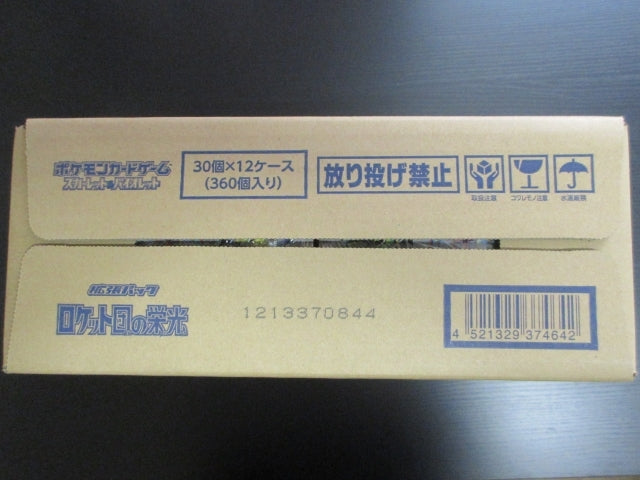 ポケモンカードゲーム
スカーレット&バイオレット
30個×12ケース
(360個入り)
放り投げ禁止
取扱注意
コワレモノ注意
水濡厳禁
拡張パック
ロケット団の栄光
1213370844
4 521329 374642